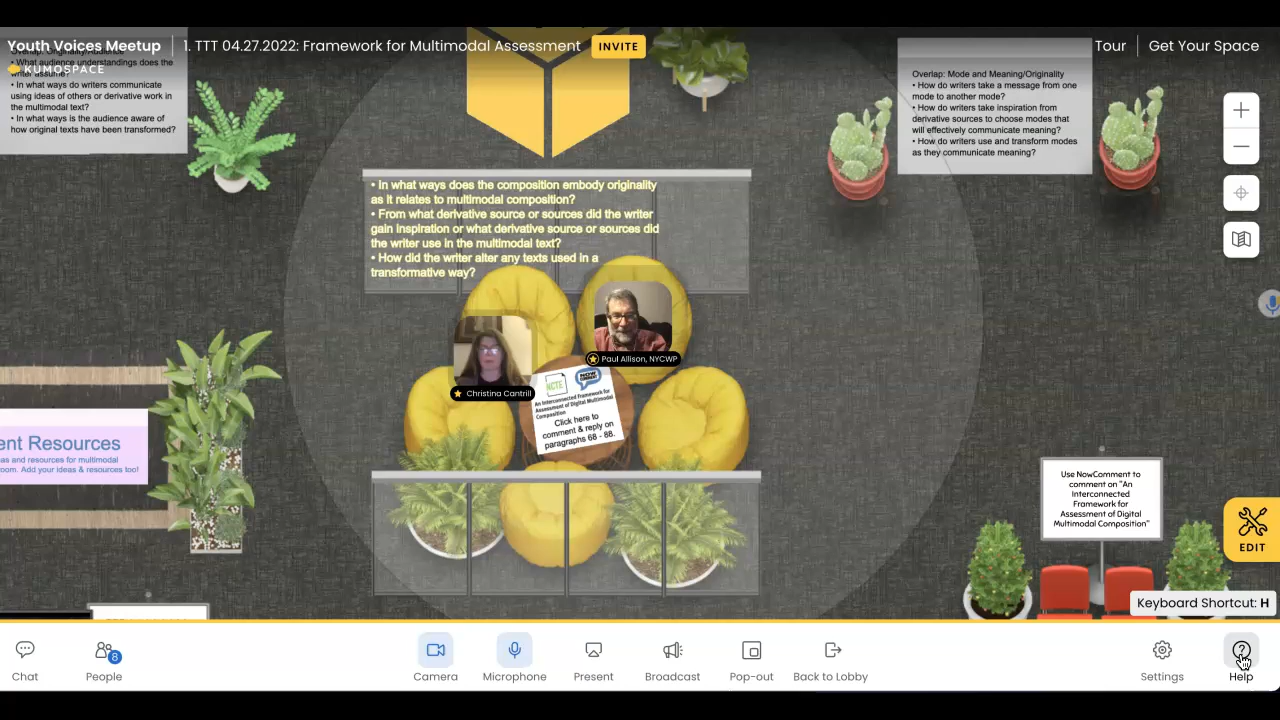 Youth Voices Meetup
1. TTT 04.27.2022: Framework for Multimodal Assessment
INVITE
Tour
Get Your Space
KUMOSPACE
Overlap: Originality/Audience
• What audience understandings does the
writer assume?
• In what ways do writers communicate
using ideas of others or derivative work in
the multimodal text?
• In what ways is the audience aware of
how original texts have been transformed?
Overlap: Mode and Meaning/Originality
• How do writers take a message from one
mode to another mode?
• How do writers take inspiration from
derivative sources to choose modes that
will effectively communicate meaning?
• How do writers use and transform modes
as they communicate meaning?
• In what ways does the composition embody originality
as it relates to multimodal composition?
• From what derivative source or sources did the writer
gain inspiration or what derivative source or sources did
the writer use in the multimodal text?
• How did the writer alter any texts used in a
transformative way?
Paul Allison, NYCWP
Christina Cantrill
NCTE
NOW COMMENT
An Interconnected Framework for
Assessment of Digital Multimodal
Composition
Click here to
comment & reply on
paragraphs 68 - 88.
ent Resources
eas and resources for multimodal
room. Add your ideas & resources too!
Use NowComment to
comment on "An
Interconnected
Framework for
Assessment of Digital
Multimodal Composition"
EDIT
Keyboard Shortcut: H
Chat
8
People
Camera
Microphone
Present
Broadcast
Pop-out
Back to Lobby
Settings
Help